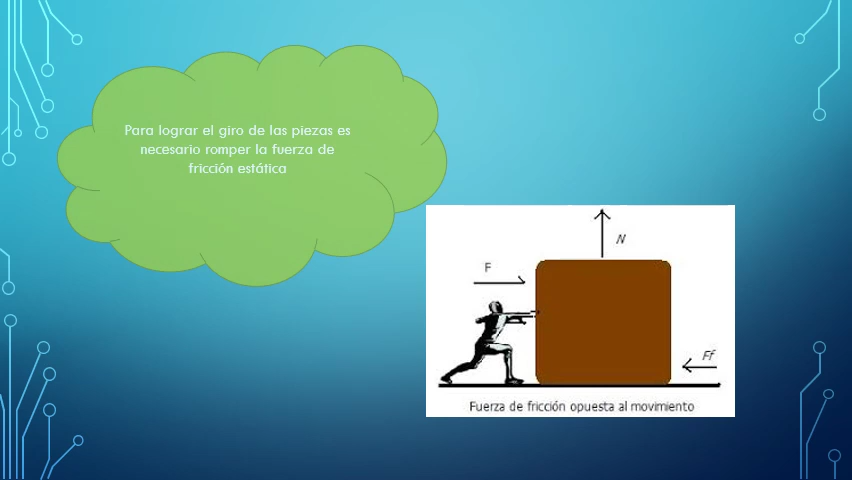 Para lograr el giro de las piezas es
necesario romper la fuerza de
fricción estática
N
F
Ff
Fuerza de fricción opuesta al movimiento